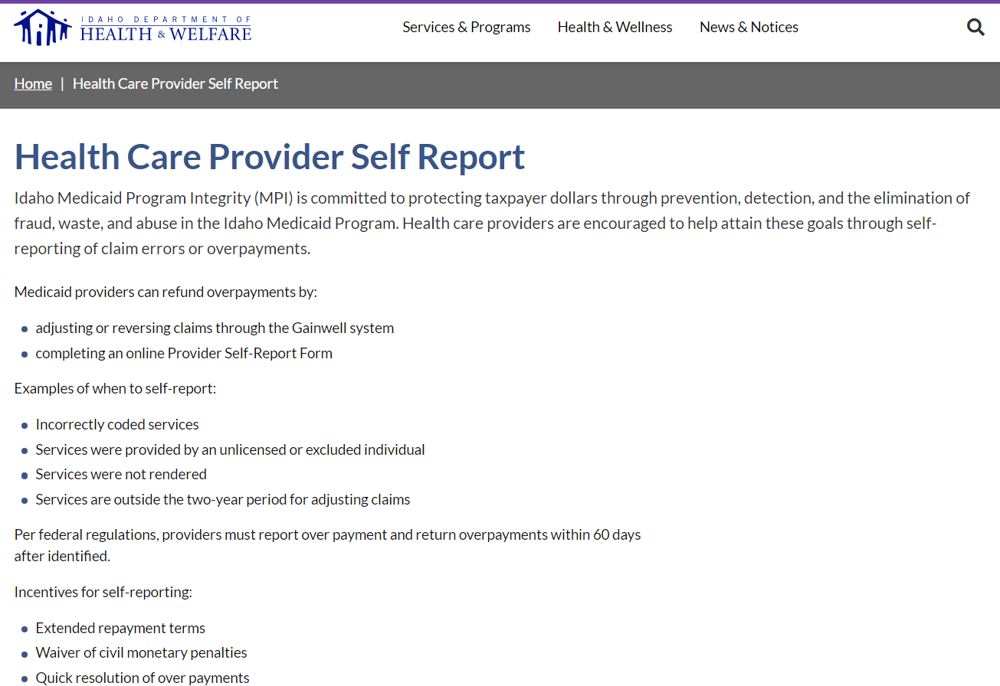 IDAHO DEPARTMENT OF
HEALTH & WELFARE
Services & Programs
Health & Wellness
News & Notices
Home | Health Care Provider Self Report
Health Care Provider Self Report
Idaho Medicaid Program Integrity (MPI) is committed to protecting taxpayer dollars through prevention, detection, and the elimination of
fraud, waste, and abuse in the Idaho Medicaid Program. Health care providers are encouraged to help attain these goals through self-
reporting of claim errors or overpayments.
Medicaid providers can refund overpayments by:
adjusting or reversing claims through the Gainwell system
completing an online Provider Self-Report Form
Examples of when to self-report:
Incorrectly coded services
Services were provided by an unlicensed or excluded individual
Services were not rendered
Services are outside the two-year period for adjusting claims
Per federal regulations, providers must report over payment and return overpayments within 60 days
after identified.
Incentives for self-reporting:
Extended repayment terms
Waiver of civil monetary penalties
Quick resolution of over payments